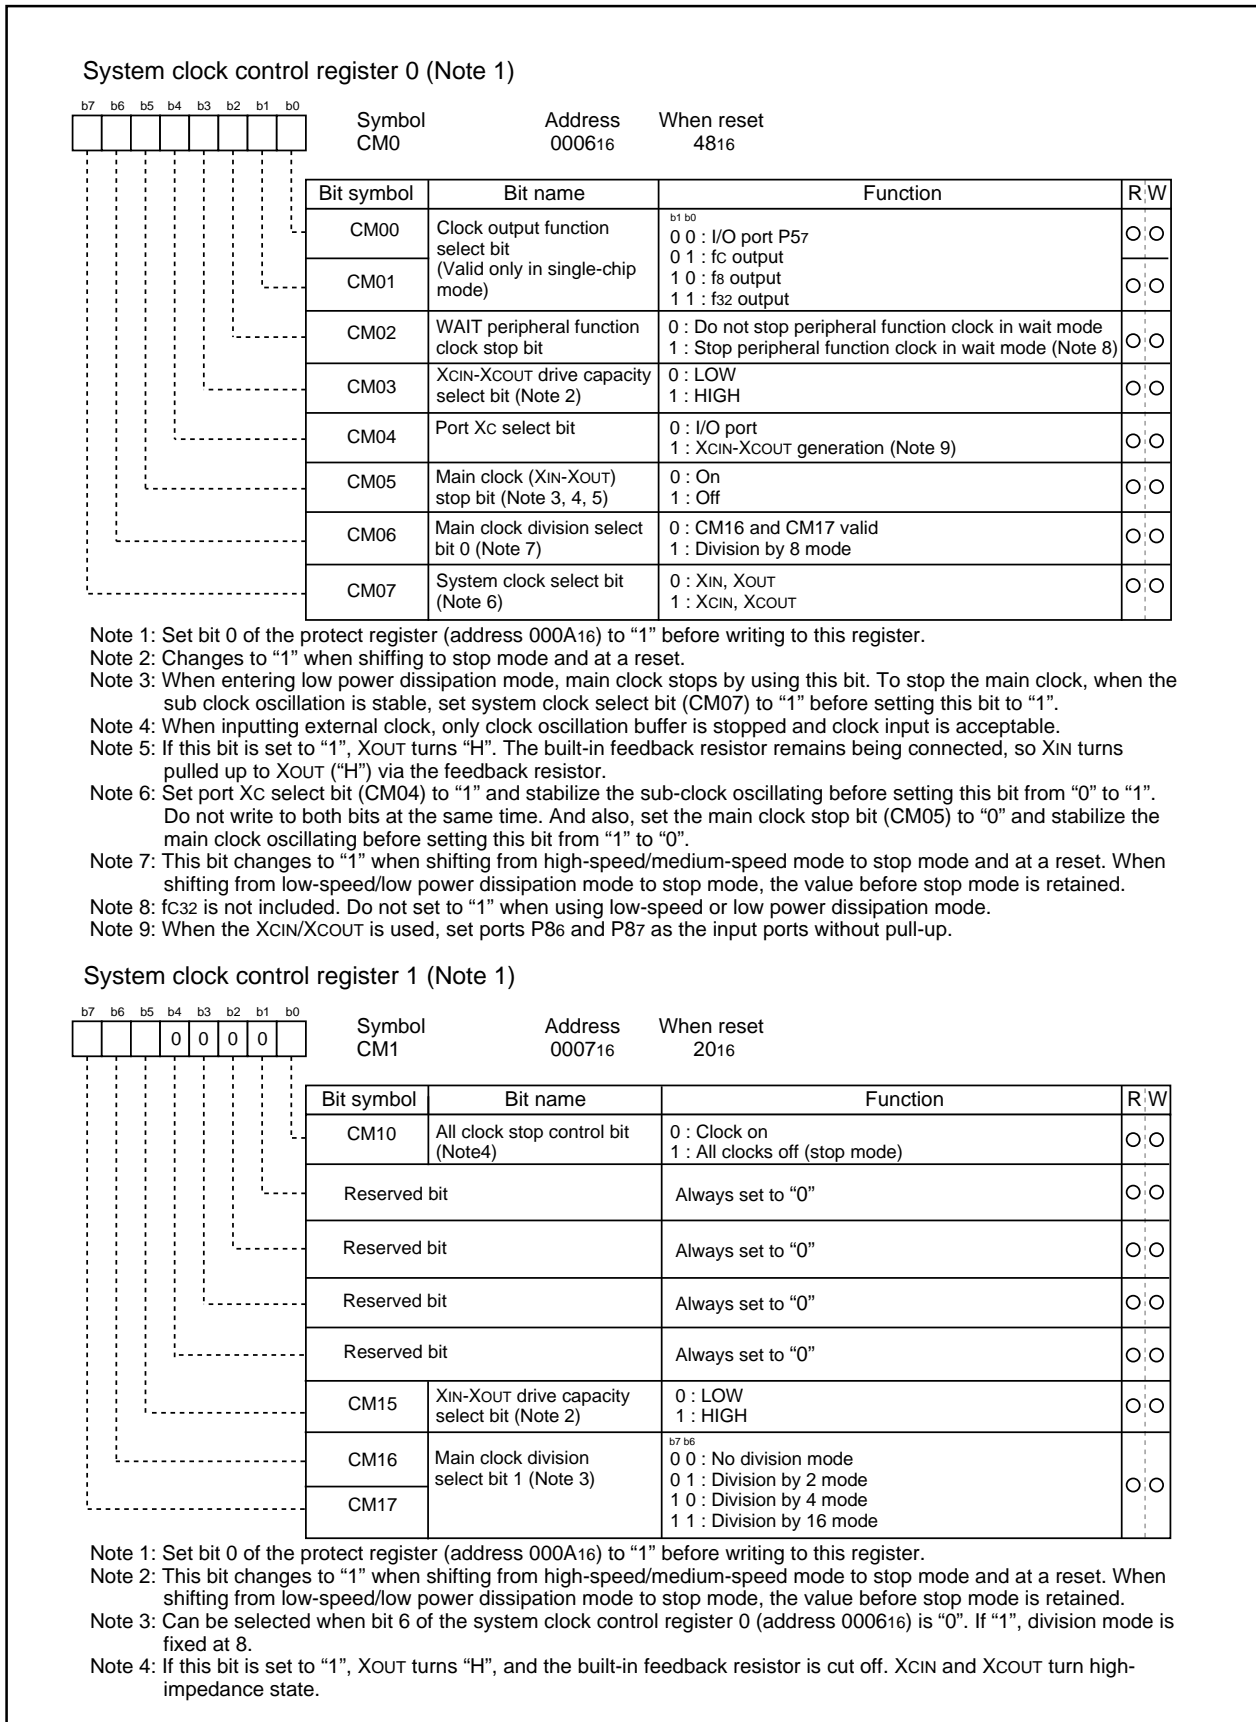 System clock control register 0 (Note 1)
b7 b6 b5 b4 b3 b2 b1 b0
Symbol Address When reset
CM0 000616 4816
Bit symbol Bit name Function R W
CM00 Clock output function select bit (Valid only in single-chip mode)
b1 b0
0 0 : I/O port P57
0 1 : fC output
1 0 : f8 output
1 1 : f32 output
CM01
CM02 WAIT peripheral function clock stop bit
0 : Do not stop peripheral function clock in wait mode
1 : Stop peripheral function clock in wait mode (Note 8)
CM03 XCIN-XCOUT drive capacity select bit (Note 2)
0 : LOW
1 : HIGH
CM04 Port XC select bit
0 : I/O port
1 : XCIN-XCOUT generation (Note 9)
CM05 Main clock (XIN-XOUT) stop bit (Note 3, 4, 5)
0 : On
1 : Off
CM06 Main clock division select bit 0 (Note 7)
0 : CM16 and CM17 valid
1 : Division by 8 mode
CM07 System clock select bit (Note 6)
0 : XIN, XOUT
1 : XCIN, XCOUT
Note 1: Set bit 0 of the protect register (address 000A16) to “1” before writing to this register.
Note 2: Changes to “1” when shiffing to stop mode and at a reset.
Note 3: When entering low power dissipation mode, main clock stops by using this bit. To stop the main clock, when the
sub clock oscillation is stable, set system clock select bit (CM07) to “1” before setting this bit to “1”.
Note 4: When inputting external clock, only clock oscillation buffer is stopped and clock input is acceptable.
Note 5: If this bit is set to “1”, XOUT turns “H”. The built-in feedback resistor remains being connected, so XIN turns
pulled up to XOUT (“H”) via the feedback resistor.
Note 6: Set port XC select bit (CM04) to “1” and stabilize the sub-clock oscillating before setting this bit from “0” to “1”.
Do not write to both bits at the same time. And also, set the main clock stop bit (CM05) to “0” and stabilize the
main clock oscillating before setting this bit from “1” to “0”.
Note 7: This bit changes to “1” when shifting from high-speed/medium-speed mode to stop mode and at a reset. When
shifting from low-speed/low power dissipation mode to stop mode, the value before stop mode is retained.
Note 8: fC32 is not included. Do not set to “1” when using low-speed or low power dissipation mode.
Note 9: When the XCIN/XCOUT is used, set ports P86 and P87 as the input ports without pull-up.
System clock control register 1 (Note 1)
b7 b6 b5 b4 b3 b2 b1 b0
0 0 0 0
Symbol Address When reset
CM1 000716 2016
Bit symbol Bit name Function R W
CM10 All clock stop control bit (Note4)
0 : Clock on
1 : All clocks off (stop mode)
Reserved bit Always set to “0”
Reserved bit Always set to “0”
Reserved bit Always set to “0”
Reserved bit Always set to “0”
CM15 XIN-XOUT drive capacity select bit (Note 2)
0 : LOW
1 : HIGH
CM16 Main clock division select bit 1 (Note 3)
b7 b6
0 0 : No division mode
0 1 : Division by 2 mode
1 0 : Division by 4 mode
1 1 : Division by 16 mode
CM17
Note 1: Set bit 0 of the protect register (address 000A16) to “1” before writing to this register.
Note 2: This bit changes to “1” when shifting from high-speed/medium-speed mode to stop mode and at a reset. When
shifting from low-speed/low power dissipation mode to stop mode, the value before stop mode is retained.
Note 3: Can be selected when bit 6 of the system clock control register 0 (address 000616) is “0”. If “1”, division mode is
fixed at 8.
Note 4: If this bit is set to “1”, XOUT turns “H”, and the built-in feedback resistor is cut off. XCIN and XCOUT turn high-
impedance state.